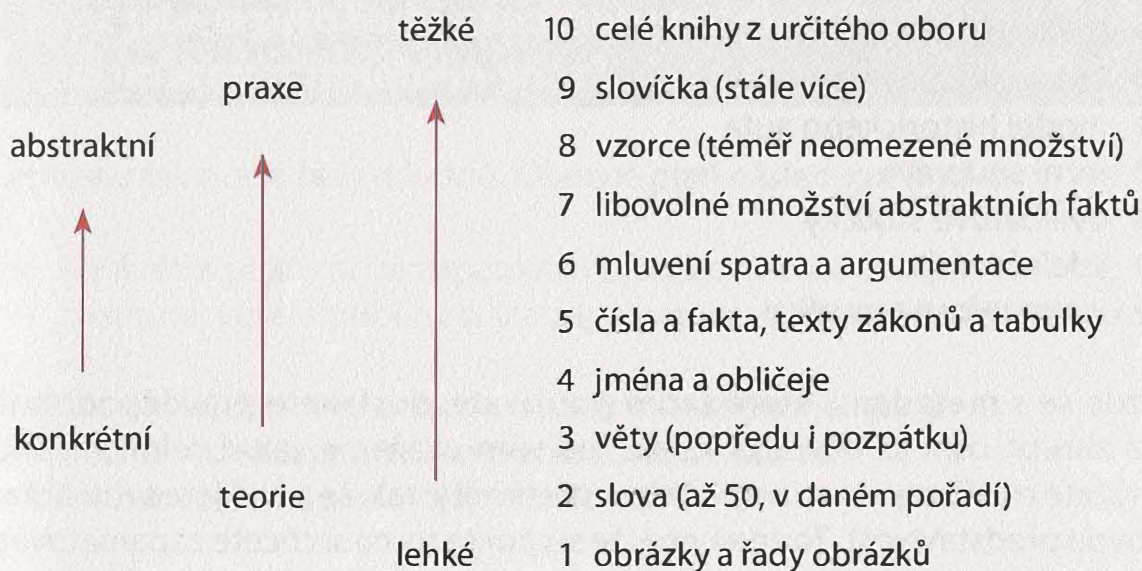 těžké 10 celé knihy z určitého oboru
praxe 9 slovíčka (stále více)
abstraktní 8 vzorce (téměř neomezené množství)
7 libovolné množství abstraktních faktů
6 mluvení spatra a argumentace
5 čísla a fakta, texty zákonů a tabulky
4 jména a obličeje
konkrétní 3 věty (popředu i pozpátku)
teorie 2 slova (až 50, v daném pořadí)
lehké 1 obrázky a řady obrázků